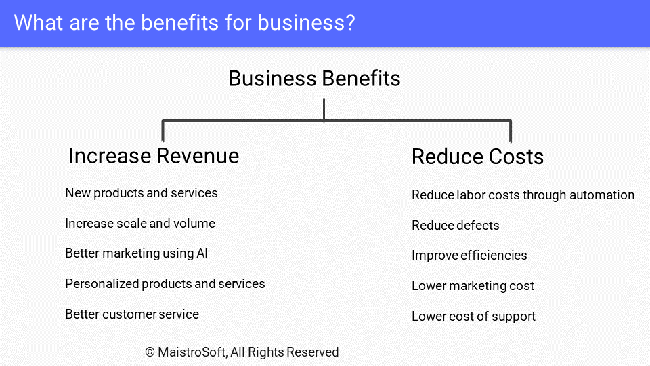 What are the benefits for business?
Business Benefits
Increase Revenue
New products and services
Increase scale and volume
Better marketing using AI
Personalized products and services
Better customer service
Reduce Costs
Reduce labor costs through automation
Reduce defects
Improve efficiencies
Lower marketing cost
Lower cost of support
© MaistroSoft, All Rights Reserved